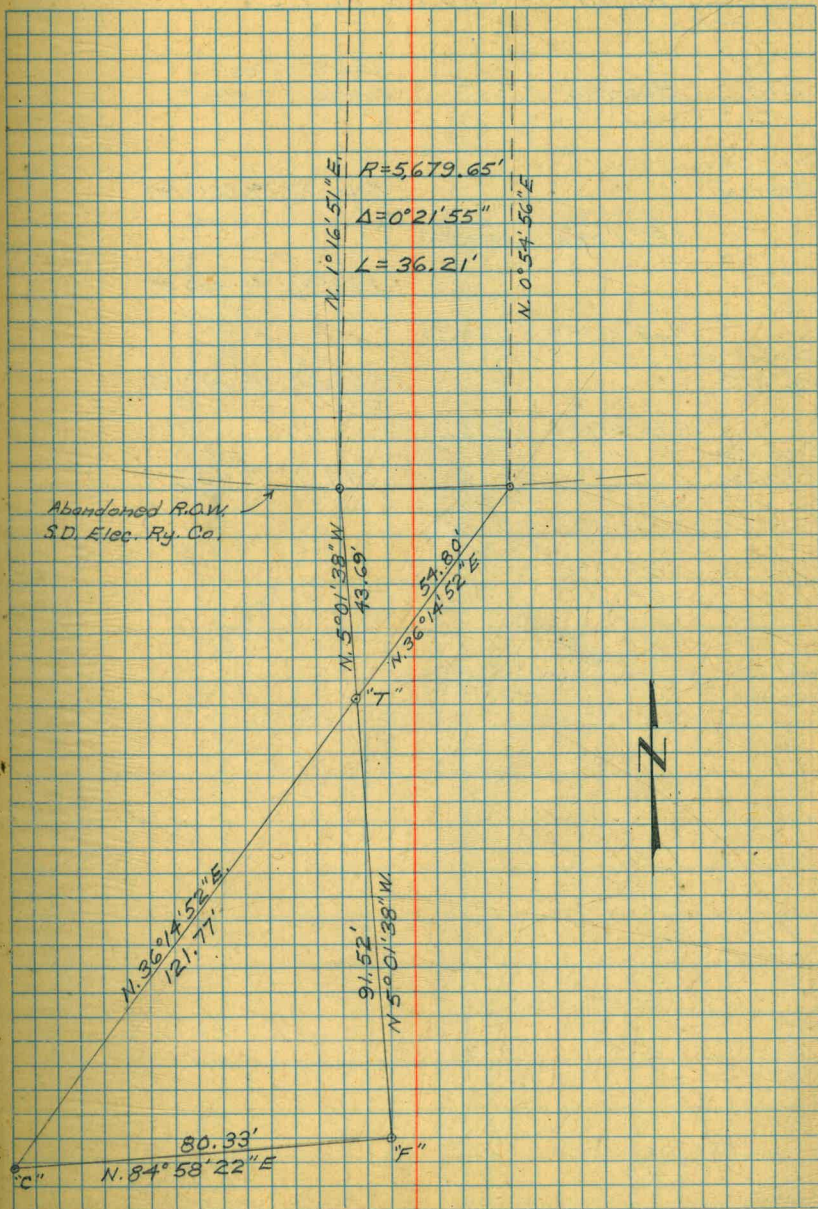 N. 1° 16' 51" E.
R=5,679.65'
Δ=0° 21' 55"
L=36.21'
N. 0° 54' 56" E
Abandoned R.O.W.
S.D. Elec. Ry. Co.
N. 5° 01' 38" W
43.69'
54.80'
N. 36° 14' 52" E
"T"
Z
N. 36° 14' 52" E.
121.77'
91.52'
N 5° 01' 38" W.
80.33'
N. 84° 58' 22" E
"F"
"C"